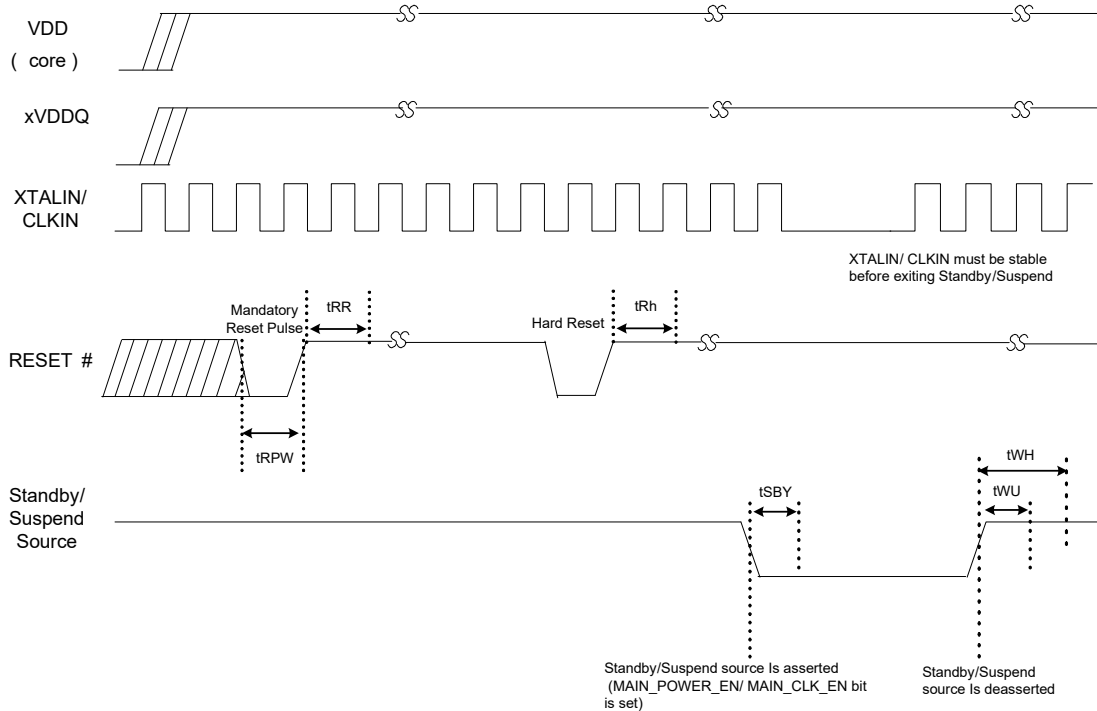 VDD
( core )
xVDDQ
XTALIN/
CLKIN
XTALIN/ CLKIN must be stable
before exiting Standby/Suspend
Mandatory
Reset Pulse
tRR
Hard Reset
tRh
RESET #
tRPW
tWH
Standby/
Suspend
Source
tSBY
tWU
Standby/Suspend source Is asserted
(MAIN_POWER_EN/ MAIN_CLK_EN bit
is set)
Standby/Suspend
source Is deasserted